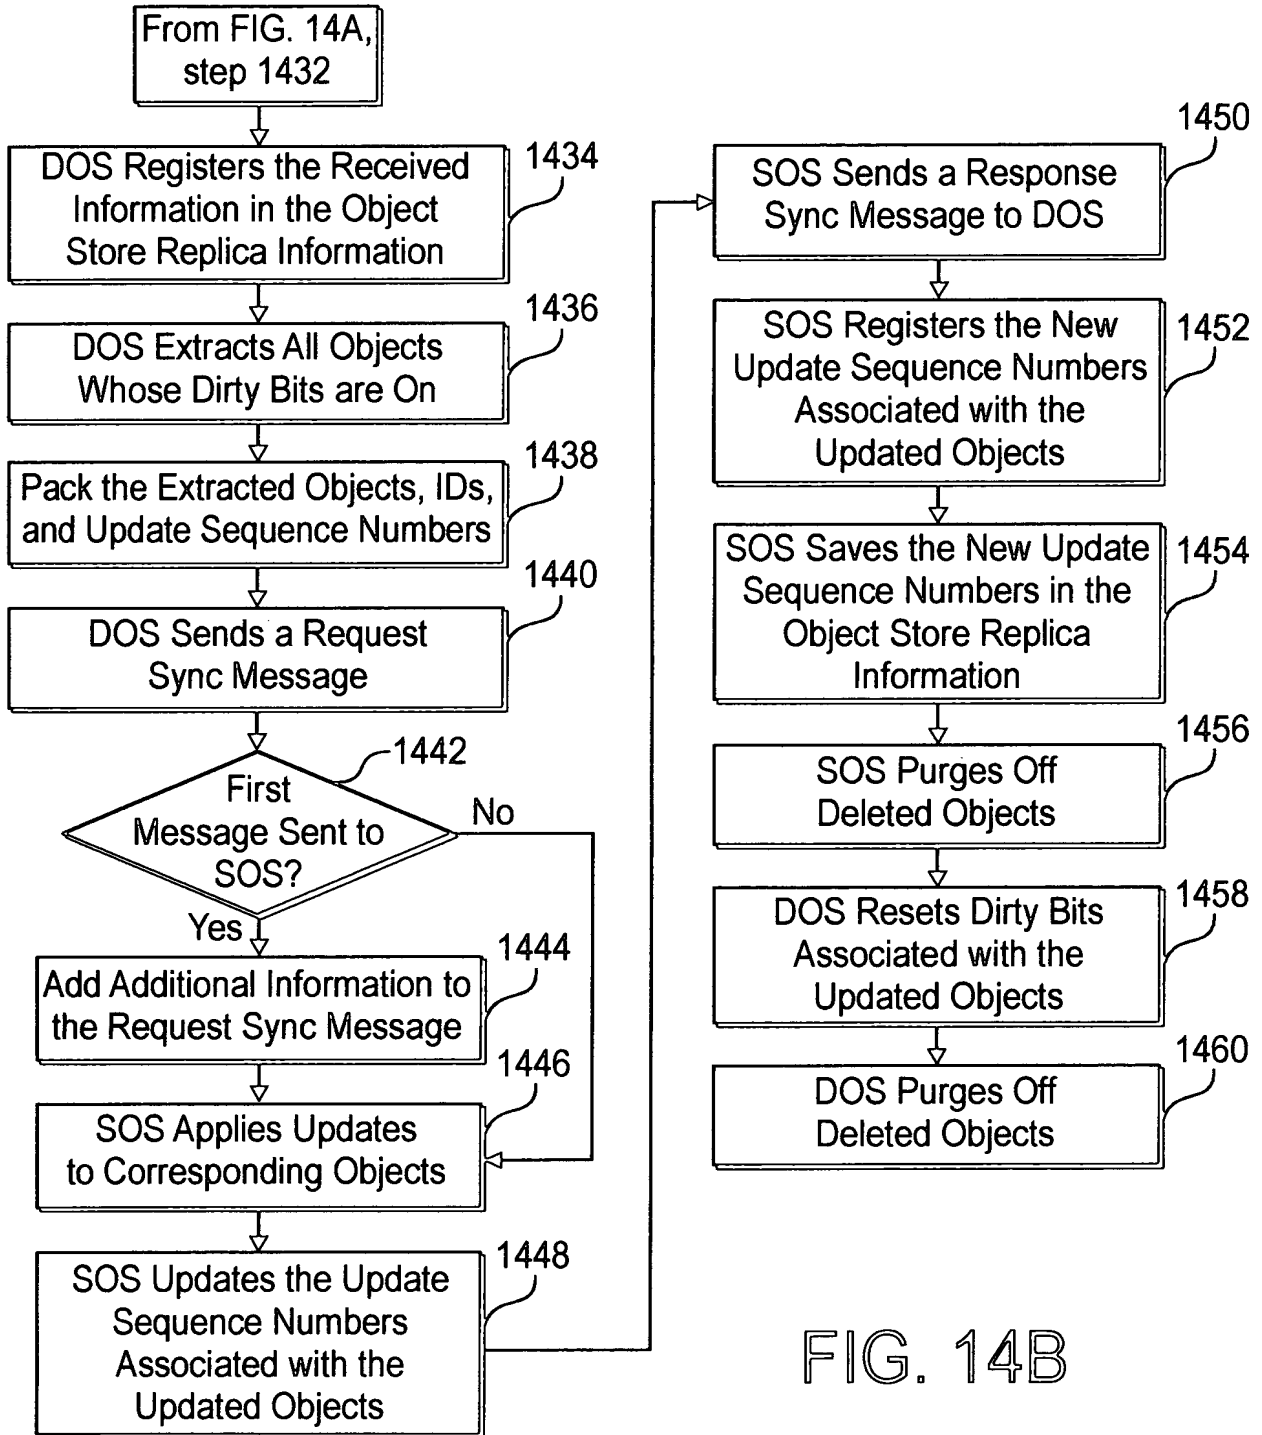 From FIG. 14A,
step 1432
1434
DOS Registers the Received
Information in the Object
Store Replica Information
1436
DOS Extracts All Objects
Whose Dirty Bits are On
1438
Pack the Extracted Objects, IDs,
and Update Sequence Numbers
1440
DOS Sends a Request
Sync Message
1442
First
Message Sent to
SOS?
No
Yes
1444
Add Additional Information to
the Request Sync Message
1446
SOS Applies Updates
to Corresponding Objects
1448
SOS Updates the Update
Sequence Numbers
Associated with the
Updated Objects
1450
SOS Sends a Response
Sync Message to DOS
1452
SOS Registers the New
Update Sequence Numbers
Associated with the
Updated Objects
1454
SOS Saves the New Update
Sequence Numbers in the
Object Store Replica
Information
1456
SOS Purges Off
Deleted Objects
1458
DOS Resets Dirty Bits
Associated with the
Updated Objects
1460
DOS Purges Off
Deleted Objects
FIG. 14B